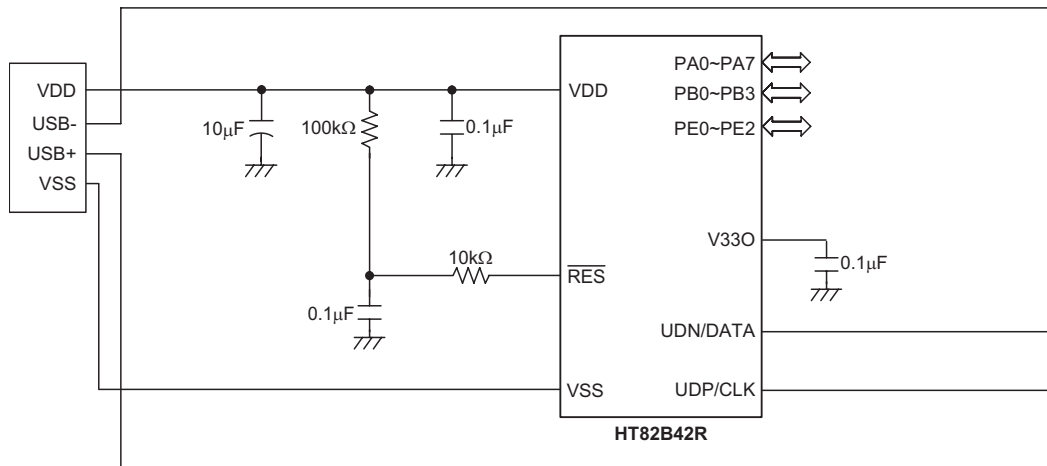 VDD
USB-
USB+
VSS
10μF
100kΩ
0.1μF
VDD
PA0~PA7
PB0~PB3
PE0~PE2
V33O
0.1μF
10kΩ
RES
0.1μF
UDN/DATA
VSS
UDP/CLK
HT82B42R